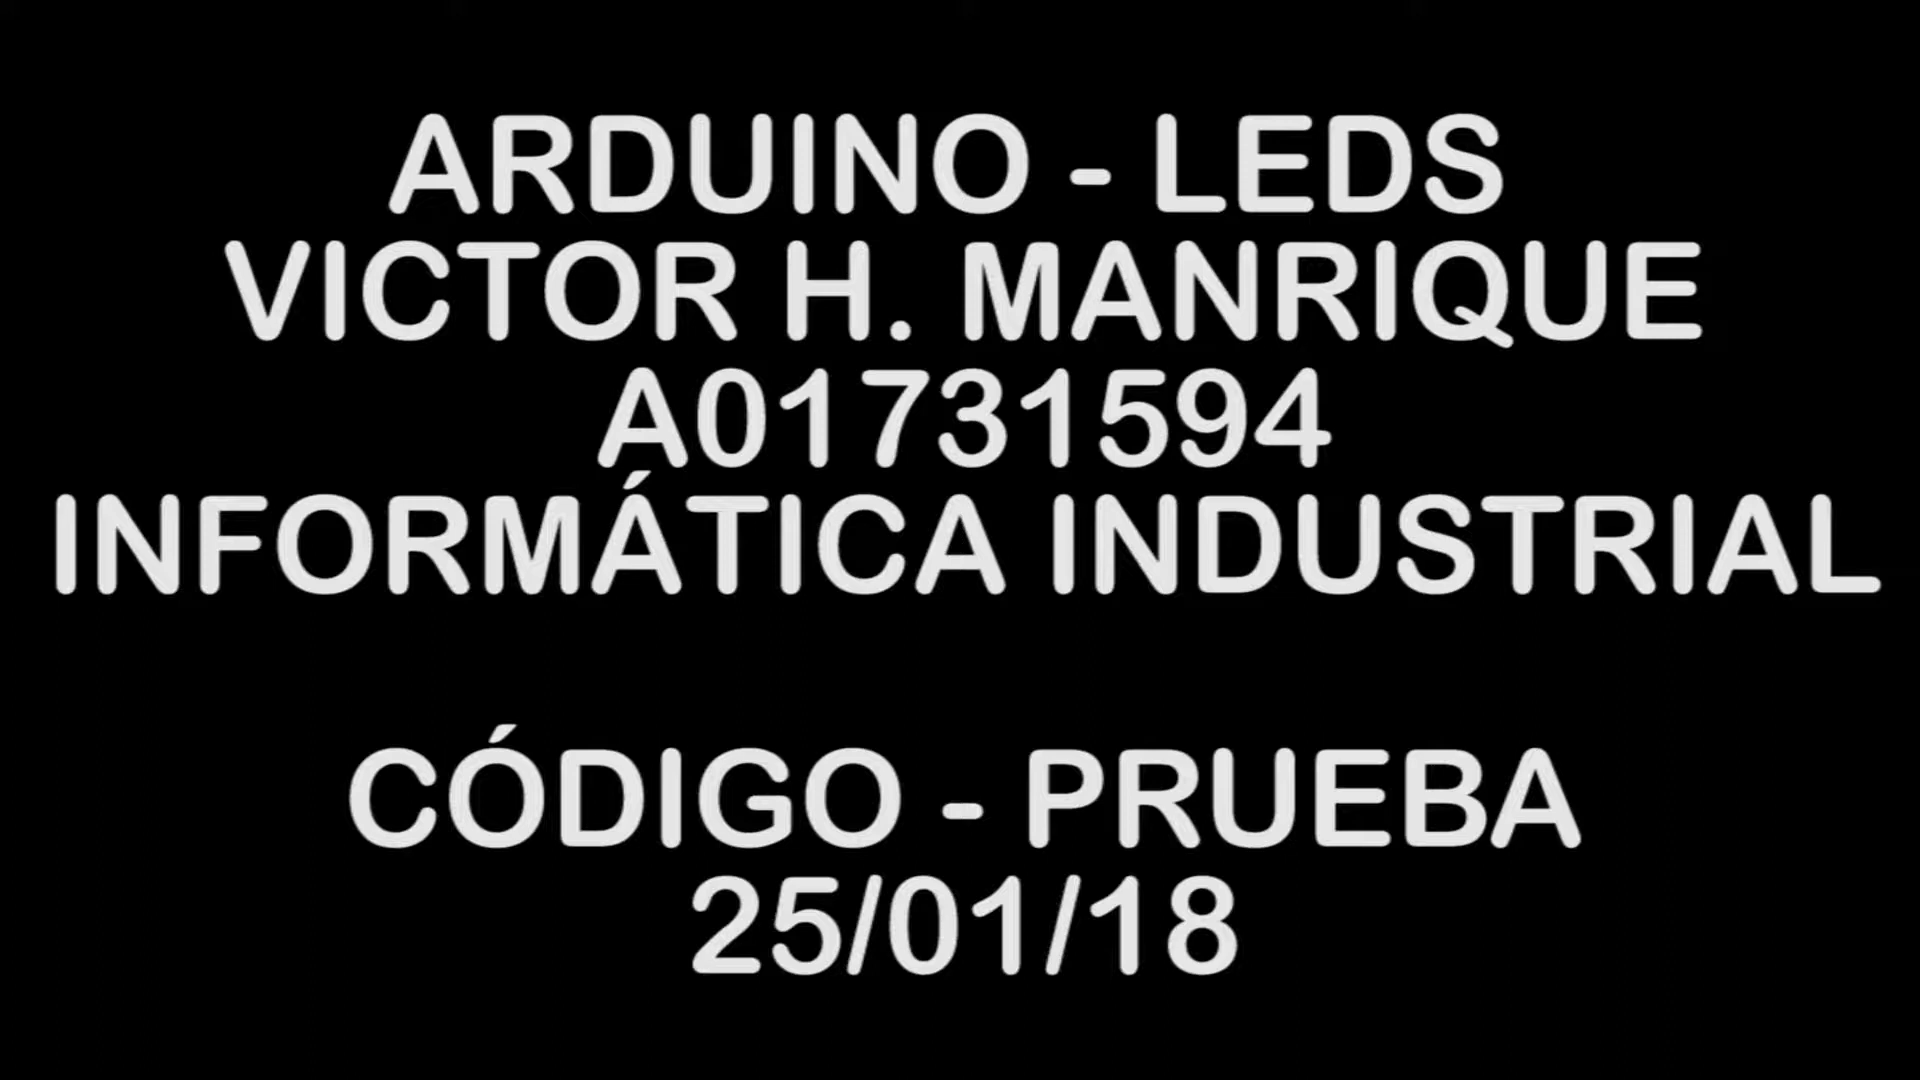 ARDUINO - LEDS
VICTOR H. MANRIQUE
A01731594
INFORMÁTICA INDUSTRIAL
CÓDIGO - PRUEBA
25/01/18